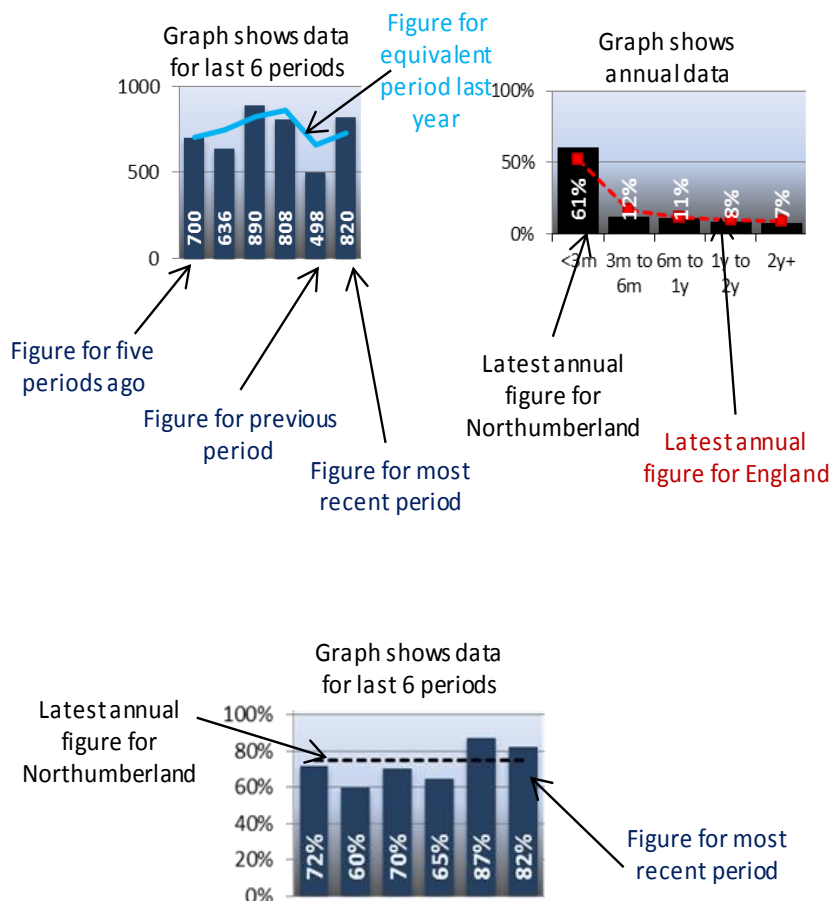 Graph shows data
for last 6 periods
Figure for
equivalent
period last
year
1000
500
0
700
636
890
808
498
820
Figure for five
periods ago
Figure for previous
period
Figure for most
recent period
Graph shows
annual data
100%
50%
0%
61%
12%
11%
8%
7%
<3m
3m to
6m
6m to
1y
1y to
2y
2y+
Latest annual
figure for
Northumberland
Latest annual
figure for England
Graph shows data
for last 6 periods
Latest annual
figure for
Northumberland
100%
80%
60%
40%
20%
0%
72%
60%
70%
65%
87%
82%
Figure for most
recent period